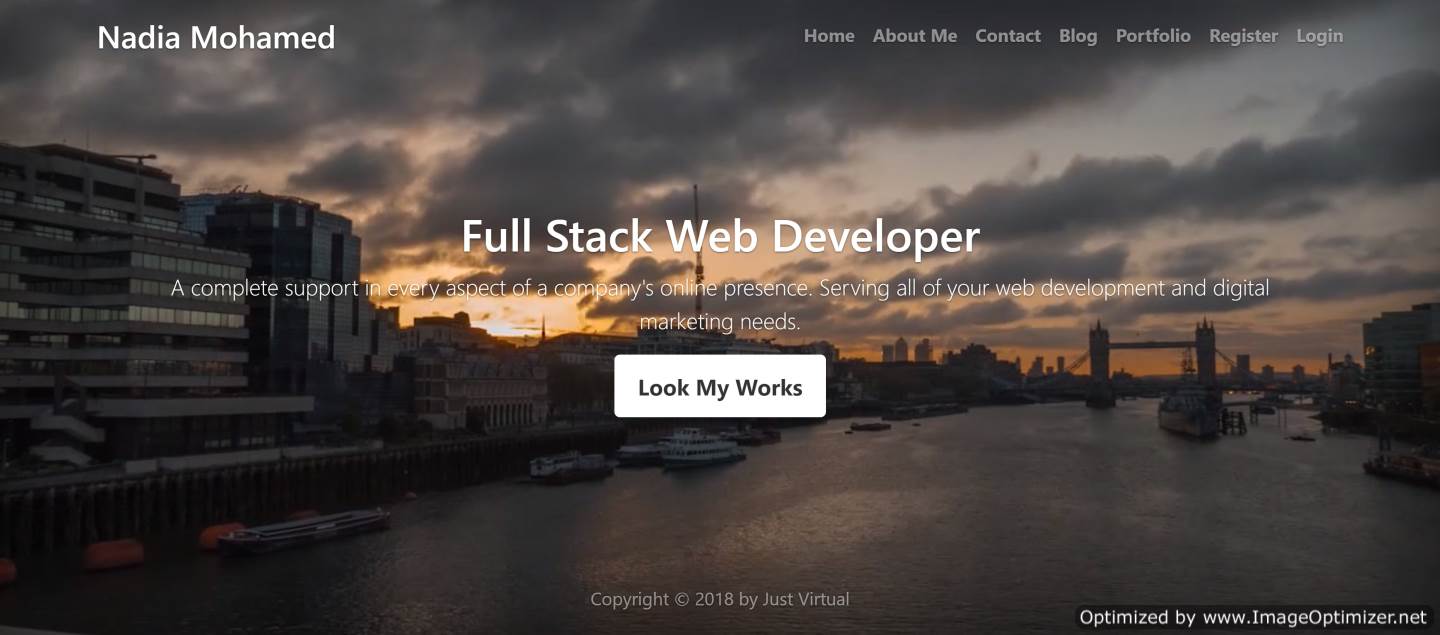 Nadia Mohamed
Home About Me Contact Blog Portfolio Register Login
Full Stack Web Developer
A complete support in every aspect of a company's online presence. Serving all of your web development and digital
marketing needs.
Look My Works
Copyright © 2018 by Just Virtual
Optimized by www.ImageOptimizer.net